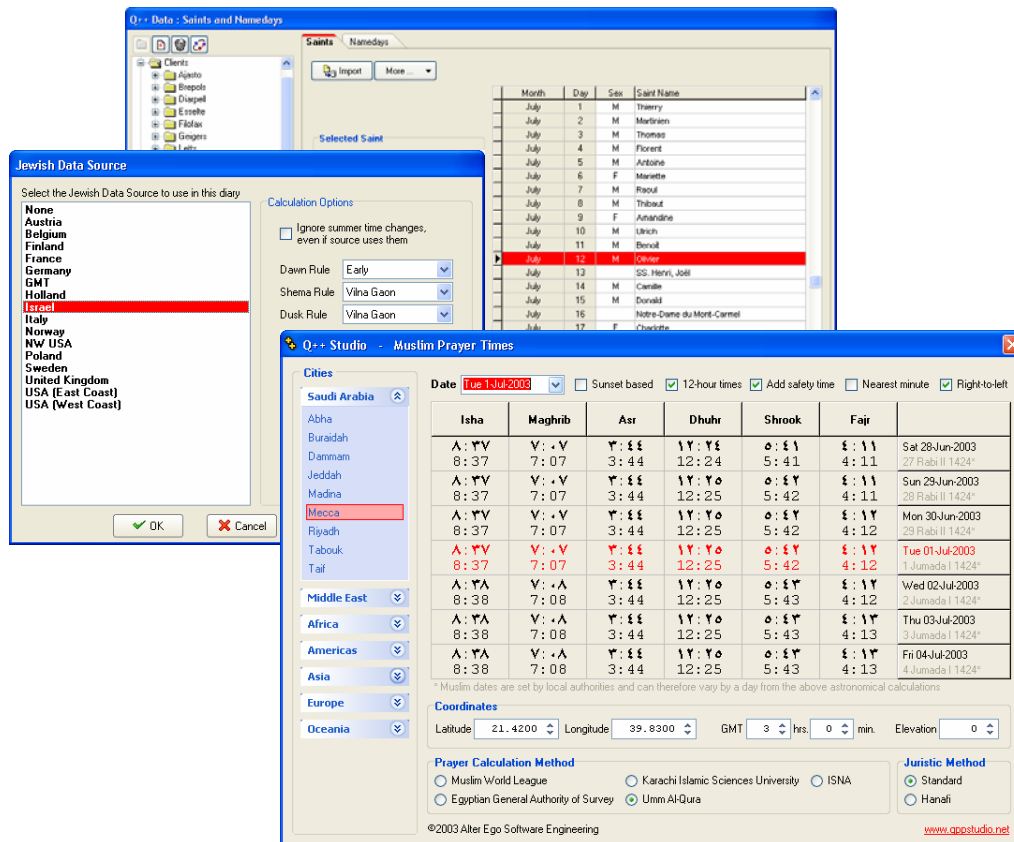 Q++ Data : Saints and Namedays
Saints Namedays
Clients
Ajasto
Brepols
Diarpell
Esselte
Filofax
Geigers
Letts
Import More ...
Selected Saint
Month Day Sex Saint Name
July 1 M Thierry
July 2 M Martinien
July 3 M Thomas
July 4 M Florent
July 5 M Antoine
July 6 F Mariette
July 7 M Raoul
July 8 M Thibaut
July 9 F Amandine
July 10 M Ulrich
July 11 M Benoît
July 12 M Olivier
July 13 SS. Henri, Joël
July 14 M Camille
July 15 M Donald
July 16 Notre-Dame du Mont-Carmel
July 17 F Charlotte
Jewish Data Source
Select the Jewish Data Source to use in this diary
None
Austria
Belgium
Finland
France
Germany
GMT
Holland
Israel
Italy
Norway
NW USA
Poland
Sweden
United Kingdom
USA (East Coast)
USA (West Coast)
Calculation Options
Ignore summer time changes,
even if source uses them
Dawn Rule Early
Shema Rule Vilna Gaon
Dusk Rule Vilna Gaon
OK Cancel
Q++ Studio - Muslim Prayer Times
Cities
Saudi Arabia
Abha
Buraidah
Dammam
Jeddah
Madina
Mecca
Riyadh
Tabouk
Taif
Middle East
Africa
Americas
Asia
Europe
Oceania
Date Tue 1-Jul-2003 Sunset based 12-hour times Add safety time Nearest minute Right-to-left
Isha Maghrib Asr Dhuhr Shrook Fajr
٨:٣٧ ٧:٠٧ ٣:٤٤ ١٢:٢٤ ٥:٤١ ٤:١١ Sat 28-Jun-2003
8:37 7:07 3:44 12:24 5:41 4:11 27 Rabi II 1424*
٨:٣٧ ٧:٠٧ ٣:٤٤ ١٢:٢٥ ٥:٤٢ ٤:١١ Sun 29-Jun-2003
8:37 7:07 3:44 12:25 5:42 4:11 28 Rabi II 1424*
٨:٣٧ ٧:٠٧ ٣:٤٤ ١٢:٢٥ ٥:٤٢ ٤:١٢ Mon 30-Jun-2003
8:37 7:07 3:44 12:25 5:42 4:12 29 Rabi II 1424*
٨:٣٧ ٧:٠٧ ٣:٤٤ ١٢:٢٥ ٥:٤٢ ٤:١٢ Tue 01-Jul-2003
8:37 7:07 3:44 12:25 5:42 4:12 1 Jumada I 1424*
٨:٣٨ ٧:٠٨ ٣:٤٤ ١٢:٢٥ ٥:٤٣ ٤:١٢ Wed 02-Jul-2003
8:38 7:08 3:44 12:25 5:43 4:12 2 Jumada I 1424*
٨:٣٨ ٧:٠٨ ٣:٤٤ ١٢:٢٥ ٥:٤٣ ٤:١٣ Thu 03-Jul-2003
8:38 7:08 3:44 12:25 5:43 4:13 3 Jumada I 1424*
٨:٣٨ ٧:٠٨ ٣:٤٤ ١٢:٢٥ ٥:٤٣ ٤:١٣ Fri 04-Jul-2003
8:38 7:08 3:44 12:25 5:43 4:13 4 Jumada I 1424*
* Muslim dates are set by local authorities and can therefore vary by a day from the above astronomical calculations
Coordinates
Latitude 21.4200 Longitude 39.8300 GMT 3 hrs. 0 min. Elevation 0
Prayer Calculation Method
Muslim World League Karachi Islamic Sciences University ISNA
Egyptian General Authority of Survey Umm Al-Qura
Juristic Method
Standard
Hanafi
©2003 Alter Ego Software Engineering
www.qppstudio.net